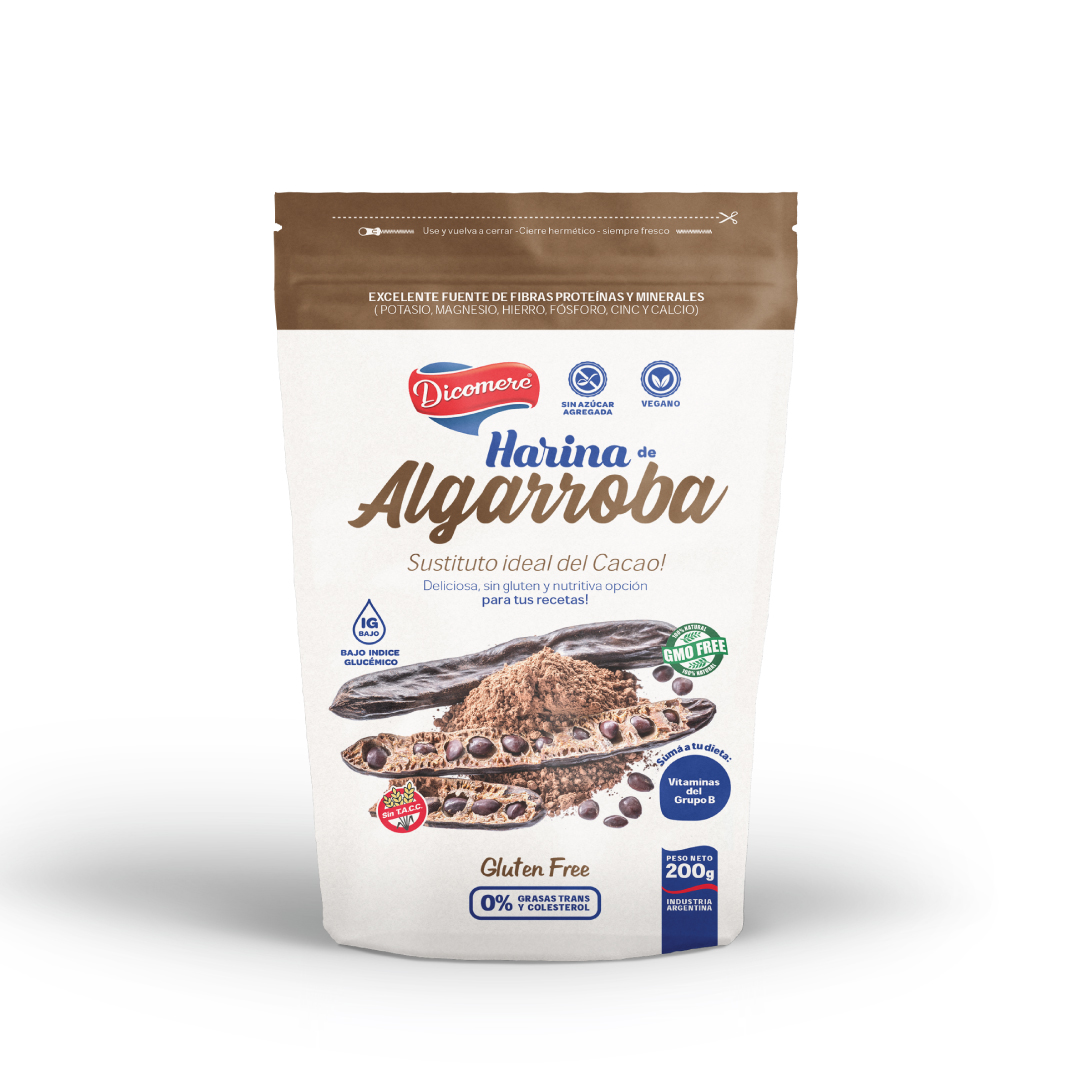 Use y vuelva a cerrar - Cierre hermético - siempre fresco
EXCELENTE FUENTE DE FIBRAS PROTEÍNAS Y MINERALES
( POTASIO, MAGNESIO, HIERRO, FÓSFORO, CINC Y CALCIO)
Dicomere®
SIN AZÚCAR
AGREGADA
VEGANO
Harina de
Algarroba
Sustituto ideal del Cacao!
Deliciosa, sin gluten y nutritiva opción
para tus recetas!
IG
BAJO
BAJO INDICE
GLUCÉMICO
100% NATURAL
GMO FREE
100% NATURAL
Sumá a tu dieta:
Vitaminas
del
Grupo B
Sin T.A.C.C.
Gluten Free
0% GRASAS TRANS
Y COLESTEROL
PESO NETO
200g
INDUSTRIA
ARGENTINA